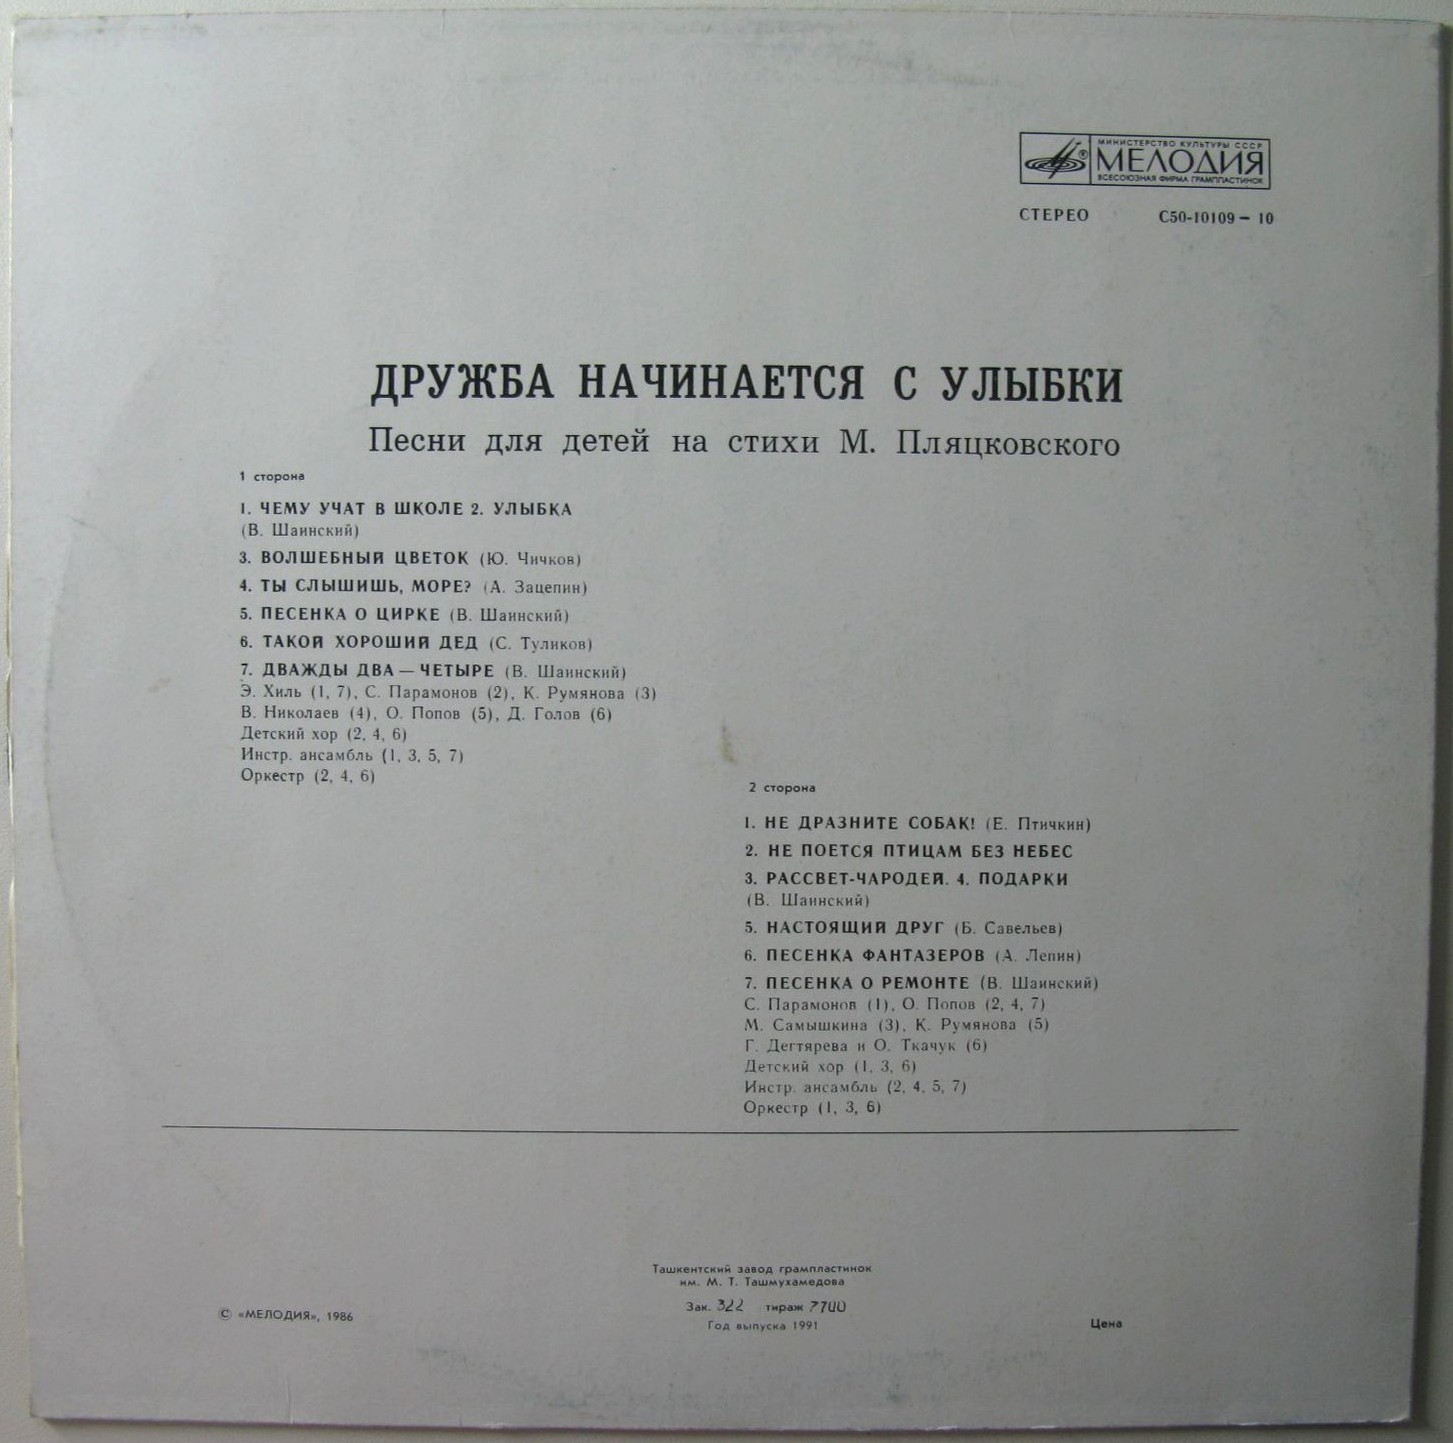 МИНИСТЕРСТВО КУЛЬТУРЫ СССР
МЕЛОДИЯ
ВСЕСОЮЗНАЯ ФИРМА ГРАМПЛАСТИНОК
СТЕРЕО С50-10109–10
ДРУЖБА НАЧИНАЕТСЯ С УЛЫБКИ
Песни для детей на стихи М. Пляцковского
1 сторона
1. ЧЕМУ УЧАТ В ШКОЛЕ 2. УЛЫБКА
(В. Шаинский)
3. ВОЛШЕБНЫЙ ЦВЕТОК (Ю. Чичков)
4. ТЫ СЛЫШИШЬ, МОРЕ? (А. Зацепин)
5. ПЕСЕНКА О ЦИРКЕ (В. Шаинский)
6. ТАКОЙ ХОРОШИЙ ДЕД (С. Туликов)
7. ДВАЖДЫ ДВА — ЧЕТЫРЕ (В. Шаинский)
Э. Хиль (1, 7), С. Парамонов (2), К. Румянова (3)
В. Николаев (4), О. Попов (5), Д. Голов (6)
Детский хор (2, 4, 6)
Инстр. ансамбль (1, 3, 5, 7)
Оркестр (2, 4, 6)
2 сторона
1. НЕ ДРАЗНИТЕ СОБАК! (Е. Птичкин)
2. НЕ ПОЕТСЯ ПТИЦАМ БЕЗ НЕБЕС
3. РАССВЕТ-ЧАРОДЕЙ. 4. ПОДАРКИ
(В. Шаинский)
5. НАСТОЯЩИЙ ДРУГ (Б. Савельев)
6. ПЕСЕНКА ФАНТАЗЕРОВ (А. Лепин)
7. ПЕСЕНКА О РЕМОНТЕ (В. Шаинский)
С. Парамонов (1), О. Попов (2, 4, 7)
М. Самышкина (3), К. Румянова (5)
Г. Дегтярева и О. Ткачук (6)
Детский хор (1, 3, 6)
Инстр. ансамбль (2, 4, 5, 7)
Оркестр (1, 3, 6)
Ташкентский завод грампластинок
им. М. Т. Ташмухамедова
Зак. 322 тираж 7700
Год выпуска 1991
© «МЕЛОДИЯ», 1986
Цена